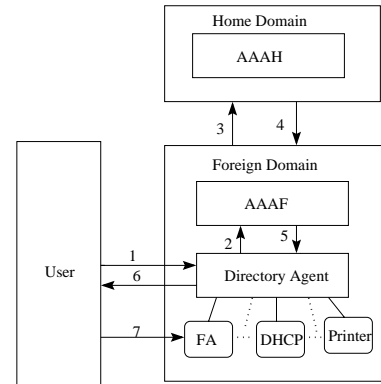 Home Domain
AAAH
3
4
Foreign Domain
AAAF
2
5
1
6
User
Directory Agent
7
FA
DHCP
Printer